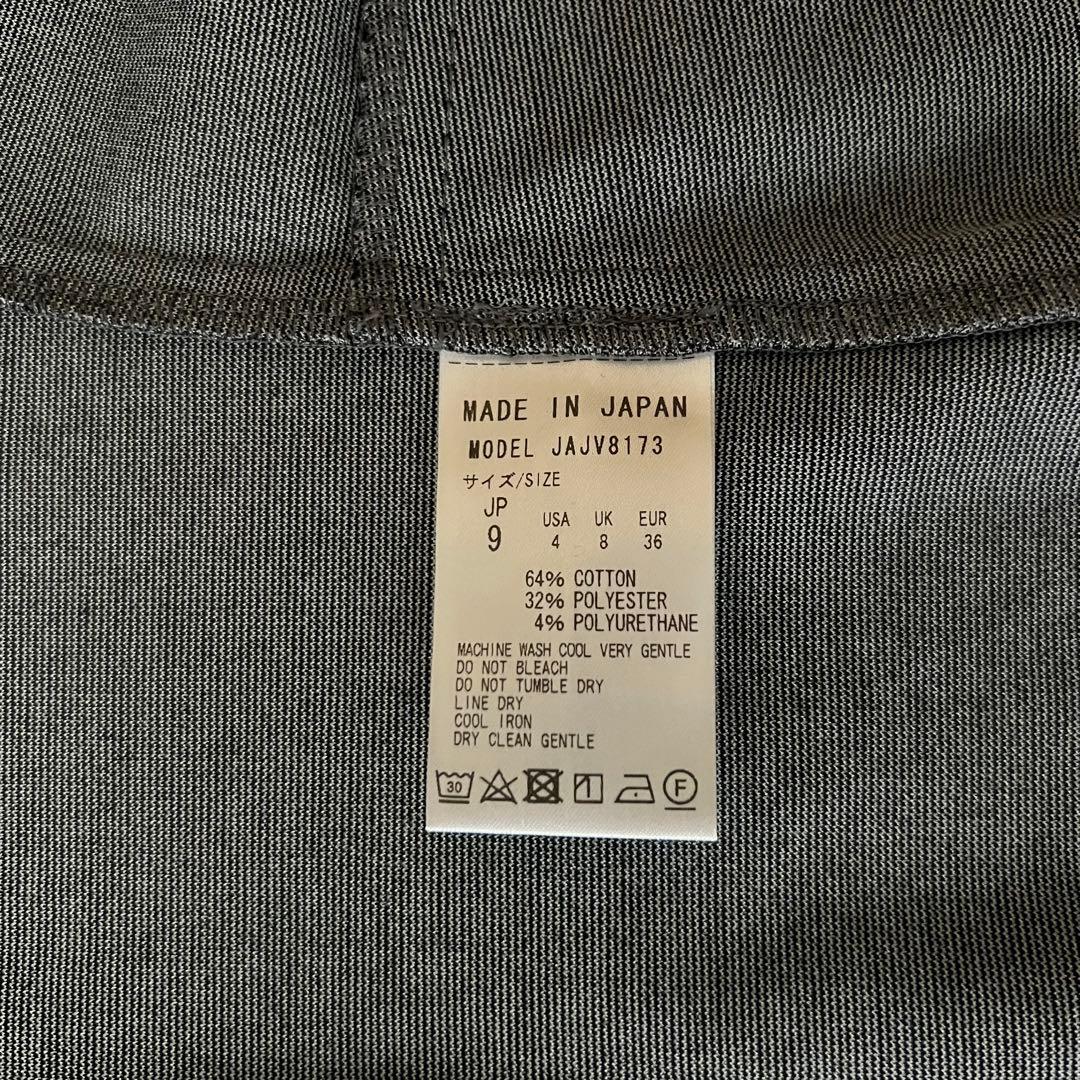 MADE IN JAPAN
MODEL JAJV8173
サイズ/SIZE
JP USA UK EUR
9 4 8 36
64% COTTON
32% POLYESTER
4% POLYURETHANE
MACHINE WASH COOL VERY GENTLE
DO NOT BLEACH
DO NOT TUMBLE DRY
LINE DRY
COOL IRON
DRY CLEAN GENTLE
30 F